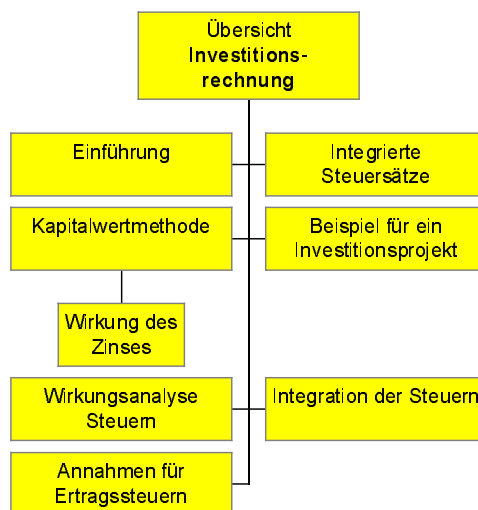 Übersicht
Investitions-
rechnung
Einführung
Integrierte
Steuersätze
Kapitalwertmethode
Beispiel für ein
Investitionsprojekt
Wirkung des
Zinses
Wirkungsanalyse
Steuern
Integration der Steuern
Annahmen für
Ertragssteuern